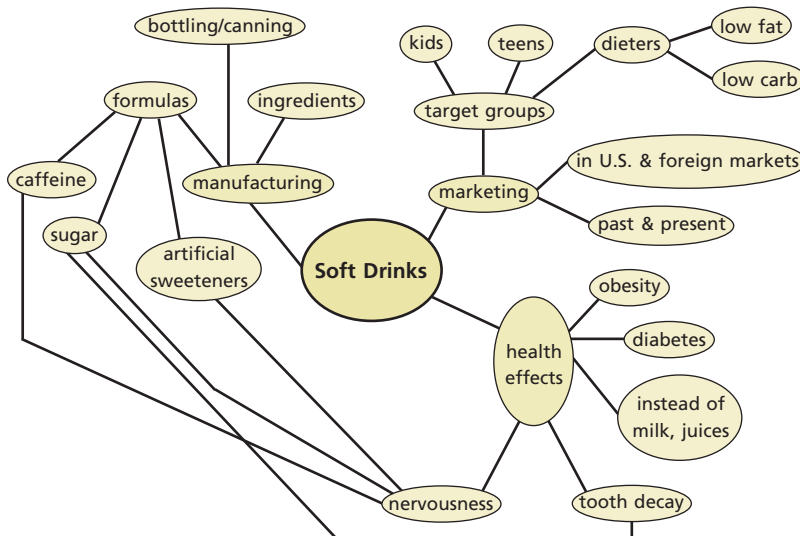 bottling/canning
kids
teens
dieters
low fat
low carb
formulas
ingredients
target groups
caffeine
manufacturing
marketing
in U.S. & foreign markets
past & present
sugar
artificial
sweeteners
Soft Drinks
obesity
diabetes
health
effects
instead of
milk, juices
nervousness
tooth decay